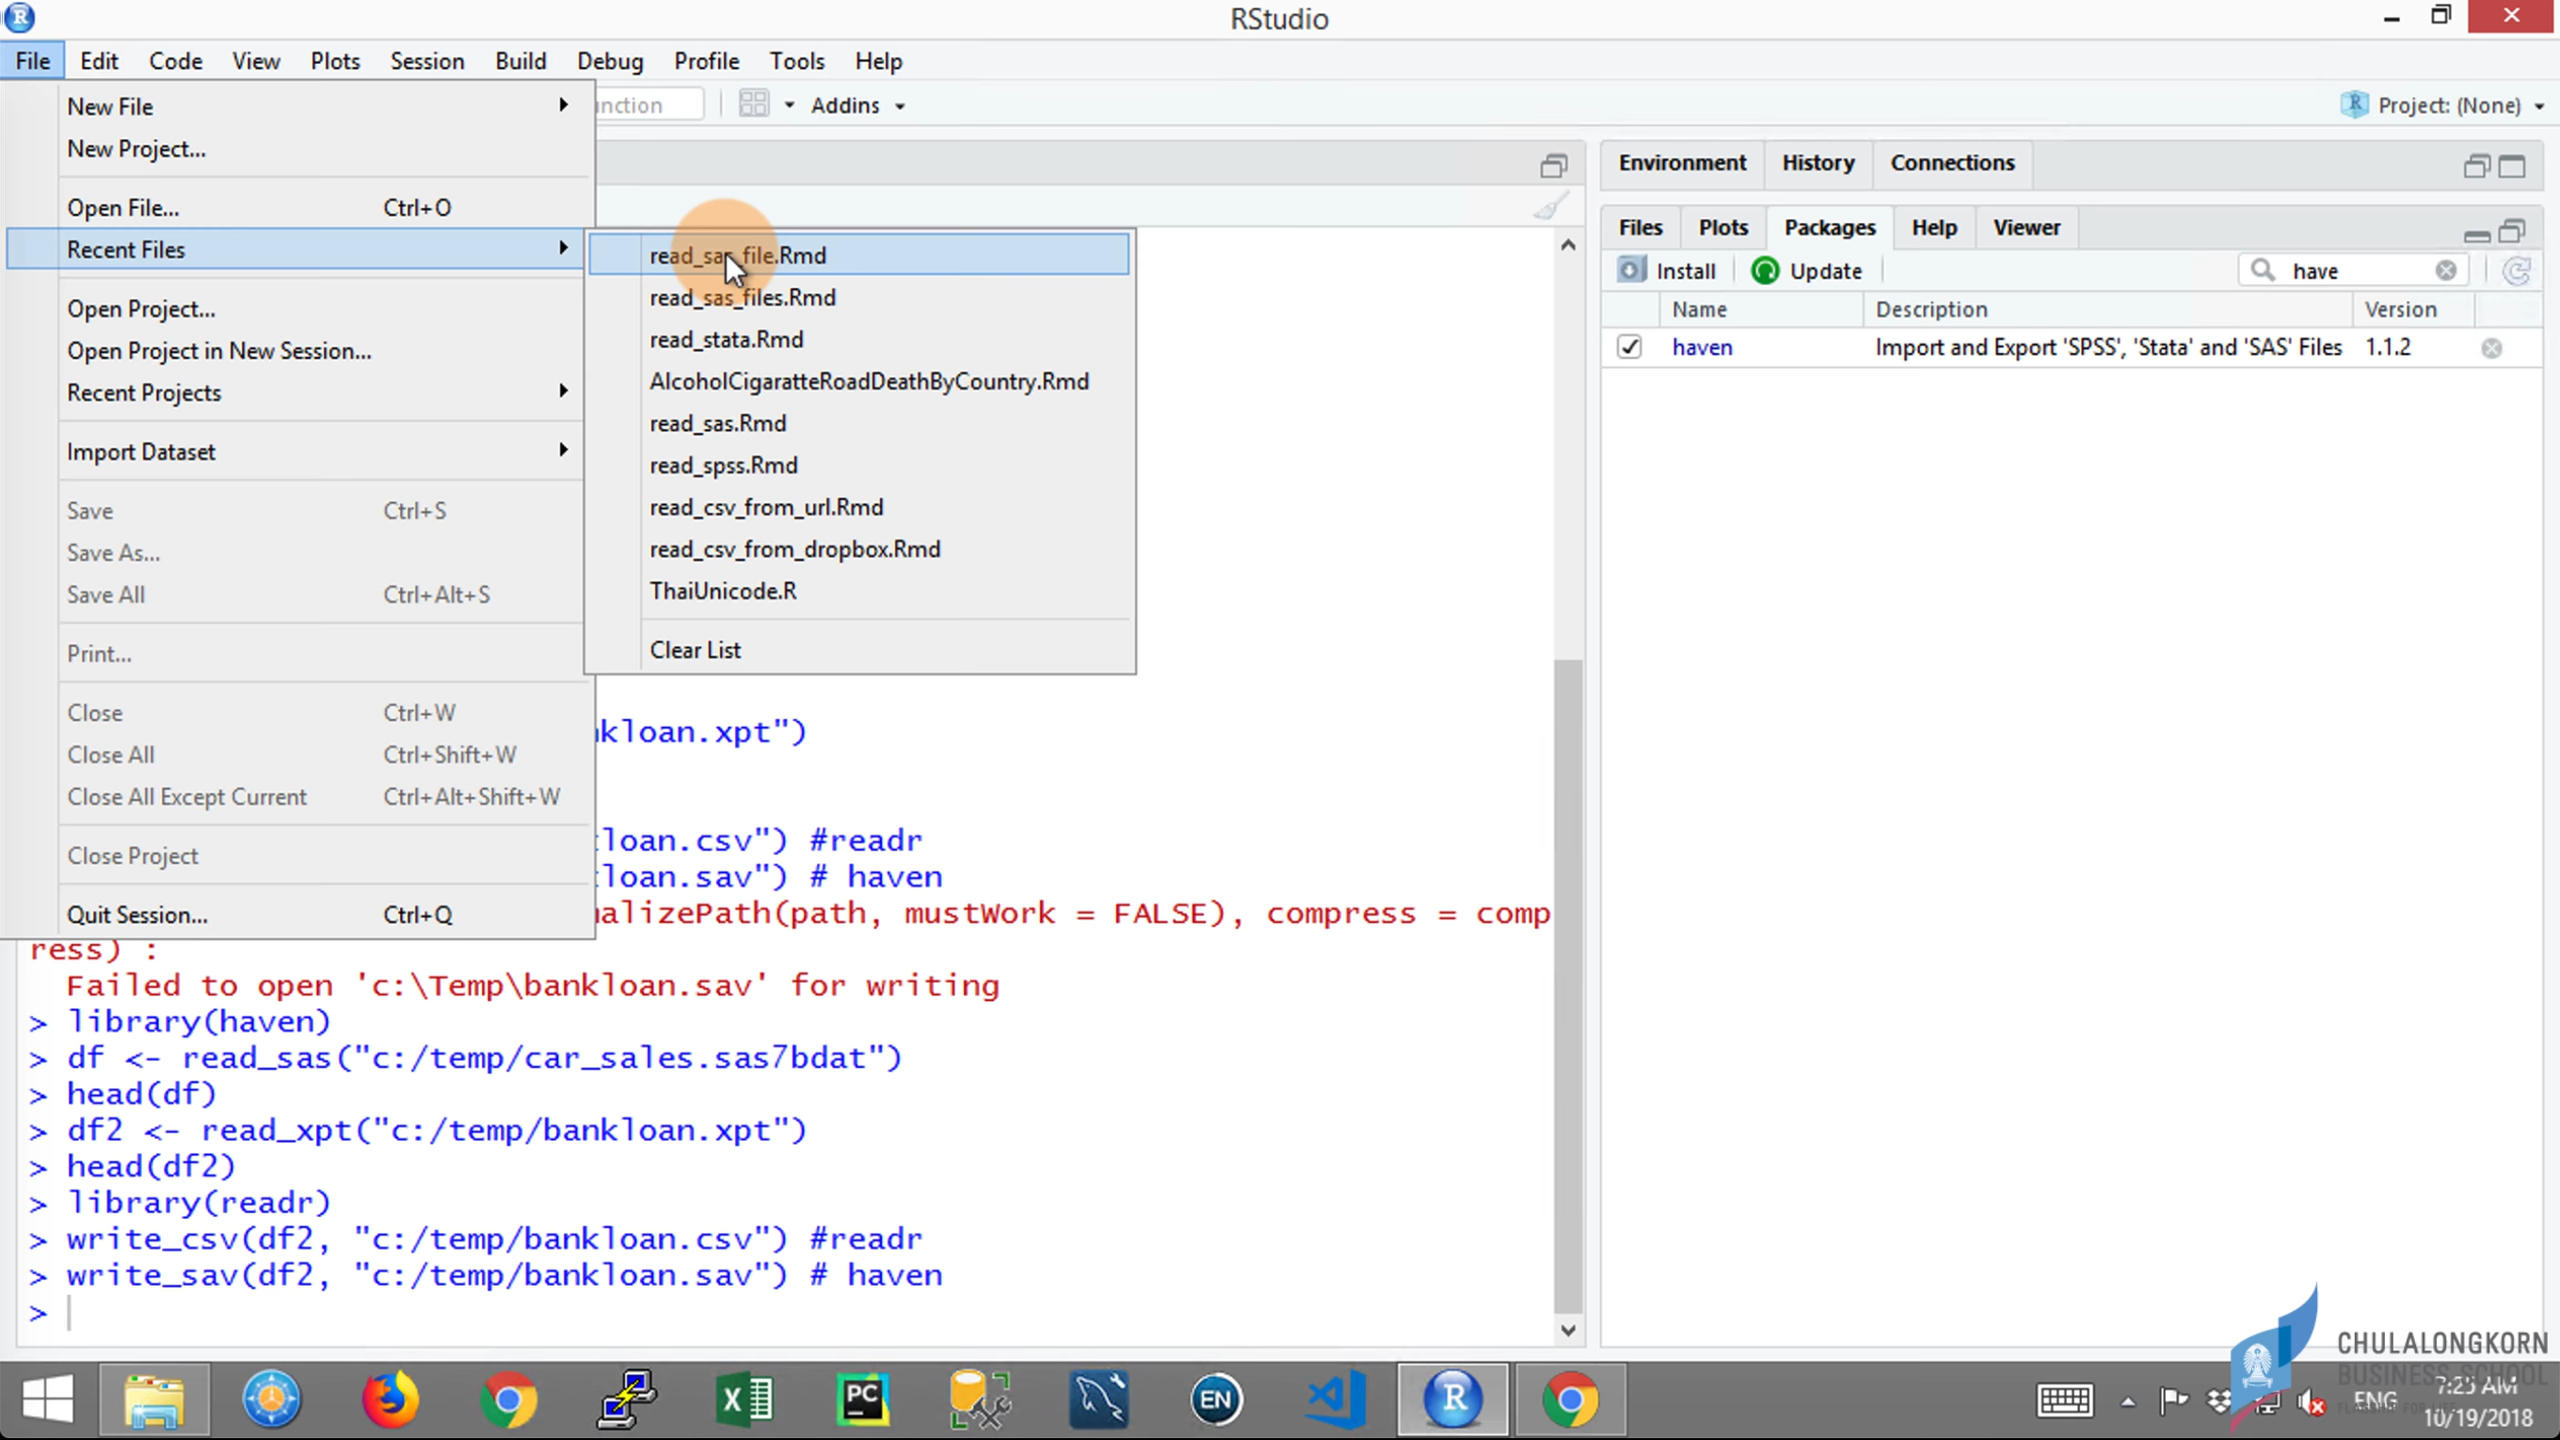 RStudio
File Edit Code View Plots Session Build Debug Profile Tools Help
unction Addins Project: (None)
New File
New Project...
Open File... Ctrl+O
Recent Files
Open Project...
Open Project in New Session...
Recent Projects
Import Dataset
Save Ctrl+S
Save As...
Save All Ctrl+Alt+S
Print...
Close Ctrl+W
Close All Ctrl+Shift+W
Close All Except Current Ctrl+Alt+Shift+W
Close Project
Quit Session... Ctrl+Q
read_sas_file.Rmd
read_sas_files.Rmd
read_stata.Rmd
AlcoholCigaratteRoadDeathByCountry.Rmd
read_sas.Rmd
read_spss.Rmd
read_csv_from_url.Rmd
read_csv_from_dropbox.Rmd
ThaiUnicode.R
Clear List
kloan.xpt")
loan.csv") #readr
loan.sav") # haven
alizePath(path, mustWork = FALSE), compress = comp
ress) :
Failed to open 'c:\Temp\bankloan.sav' for writing
> library(haven)
> df <- read_sas("c:/temp/car_sales.sas7bdat")
> head(df)
> df2 <- read_xpt("c:/temp/bankloan.xpt")
> head(df2)
> library(readr)
> write_csv(df2, "c:/temp/bankloan.csv") #readr
> write_sav(df2, "c:/temp/bankloan.sav") # haven
>
Environment History Connections
Files Plots Packages Help Viewer
Install Update have
Name Description Version
haven Import and Export 'SPSS', 'Stata' and 'SAS' Files 1.1.2
CHULALONGKORN
BUSINESS SCHOOL
PC EN R ENG 7:25 AM
10/19/2018